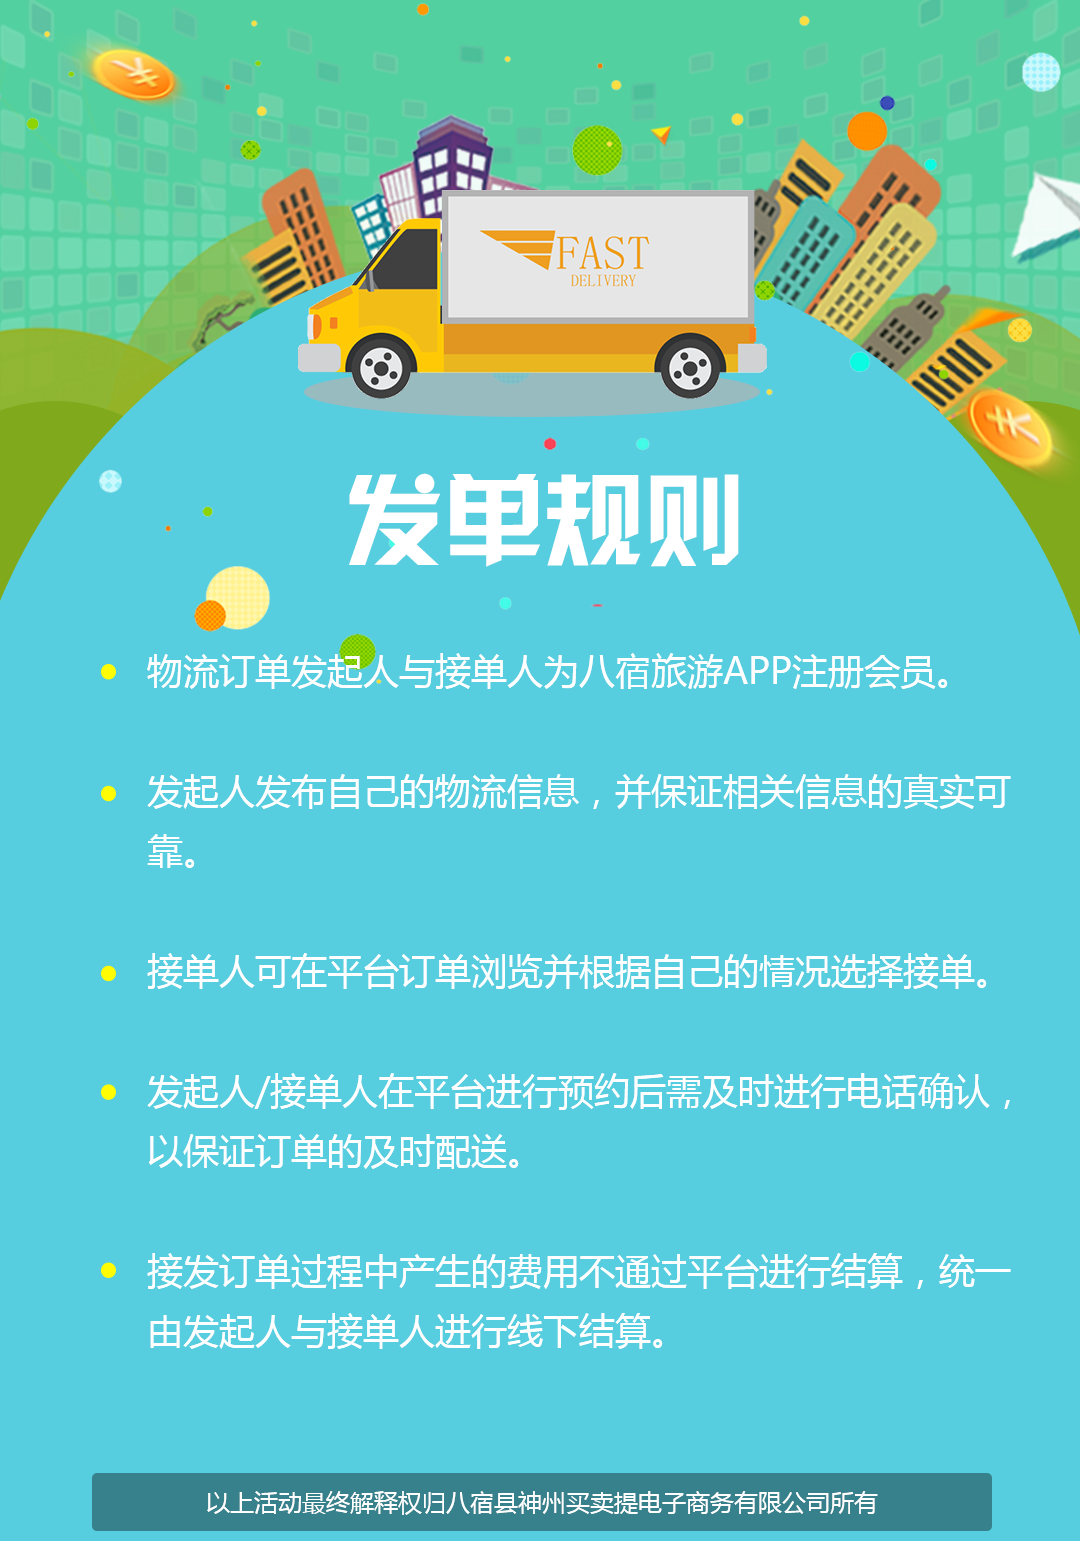 FAST
DELIVERY
发单规则
物流订单发起人与接单人为八宿旅游APP注册会员。
发起人发布自己的物流信息，并保证相关信息的真实可
靠。
接单人可在平台订单浏览并根据自己的情况选择接单。
发起人/接单人在平台进行预约后需及时进行电话确认，
以保证订单的及时配送。
接发订单过程中产生的费用不通过平台进行结算，统一
由发起人与接单人进行线下结算。
以上活动最终解释权归八宿县神州买卖提电子商务有限公司所有